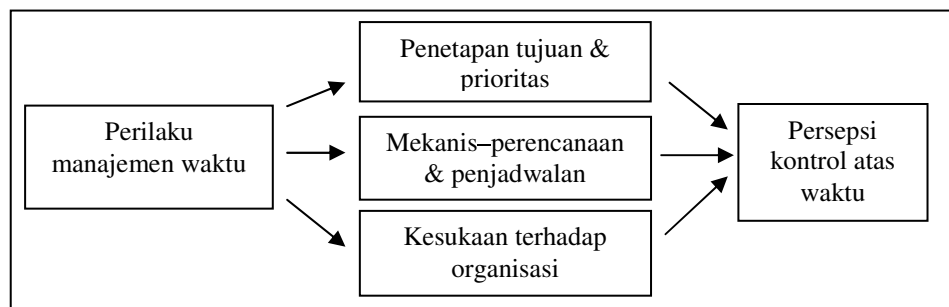 Perilaku
manajemen waktu
Penetapan tujuan &
prioritas
Mekanis–perencanaan
& penjadwalan
Kesukaan terhadap
organisasi
Persepsi
kontrol atas
waktu